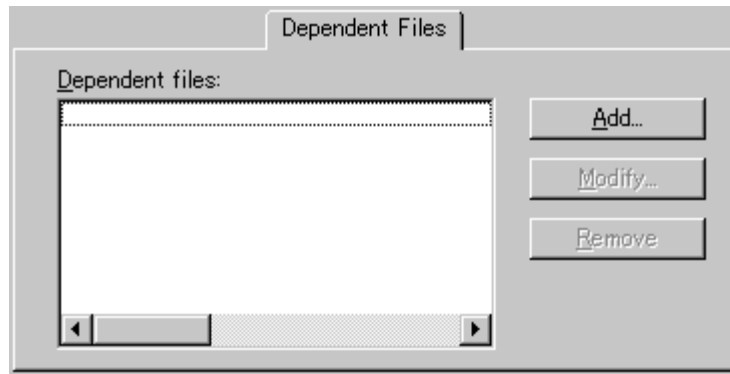 Dependent Files
Dependent files:
Add...
Modify...
Remove